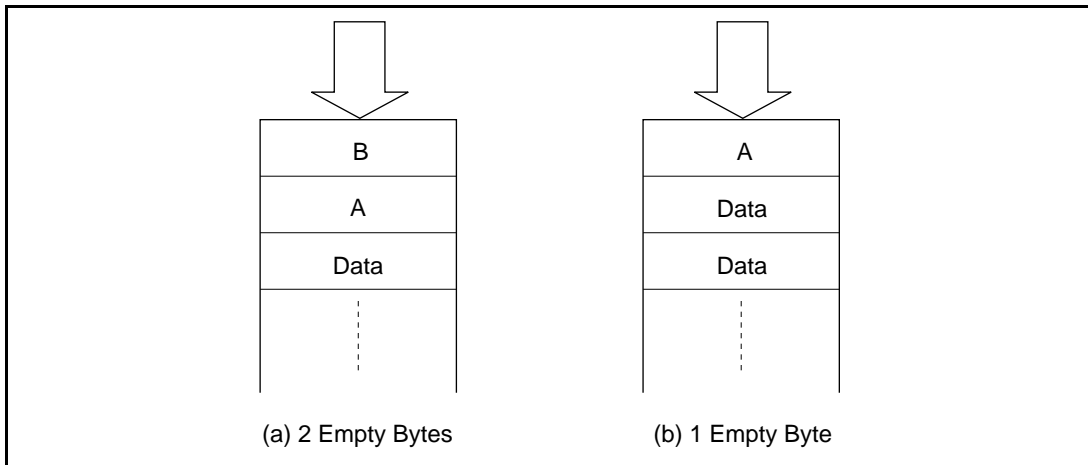 B
A
Data
(a) 2 Empty Bytes
A
Data
Data
(b) 1 Empty Byte